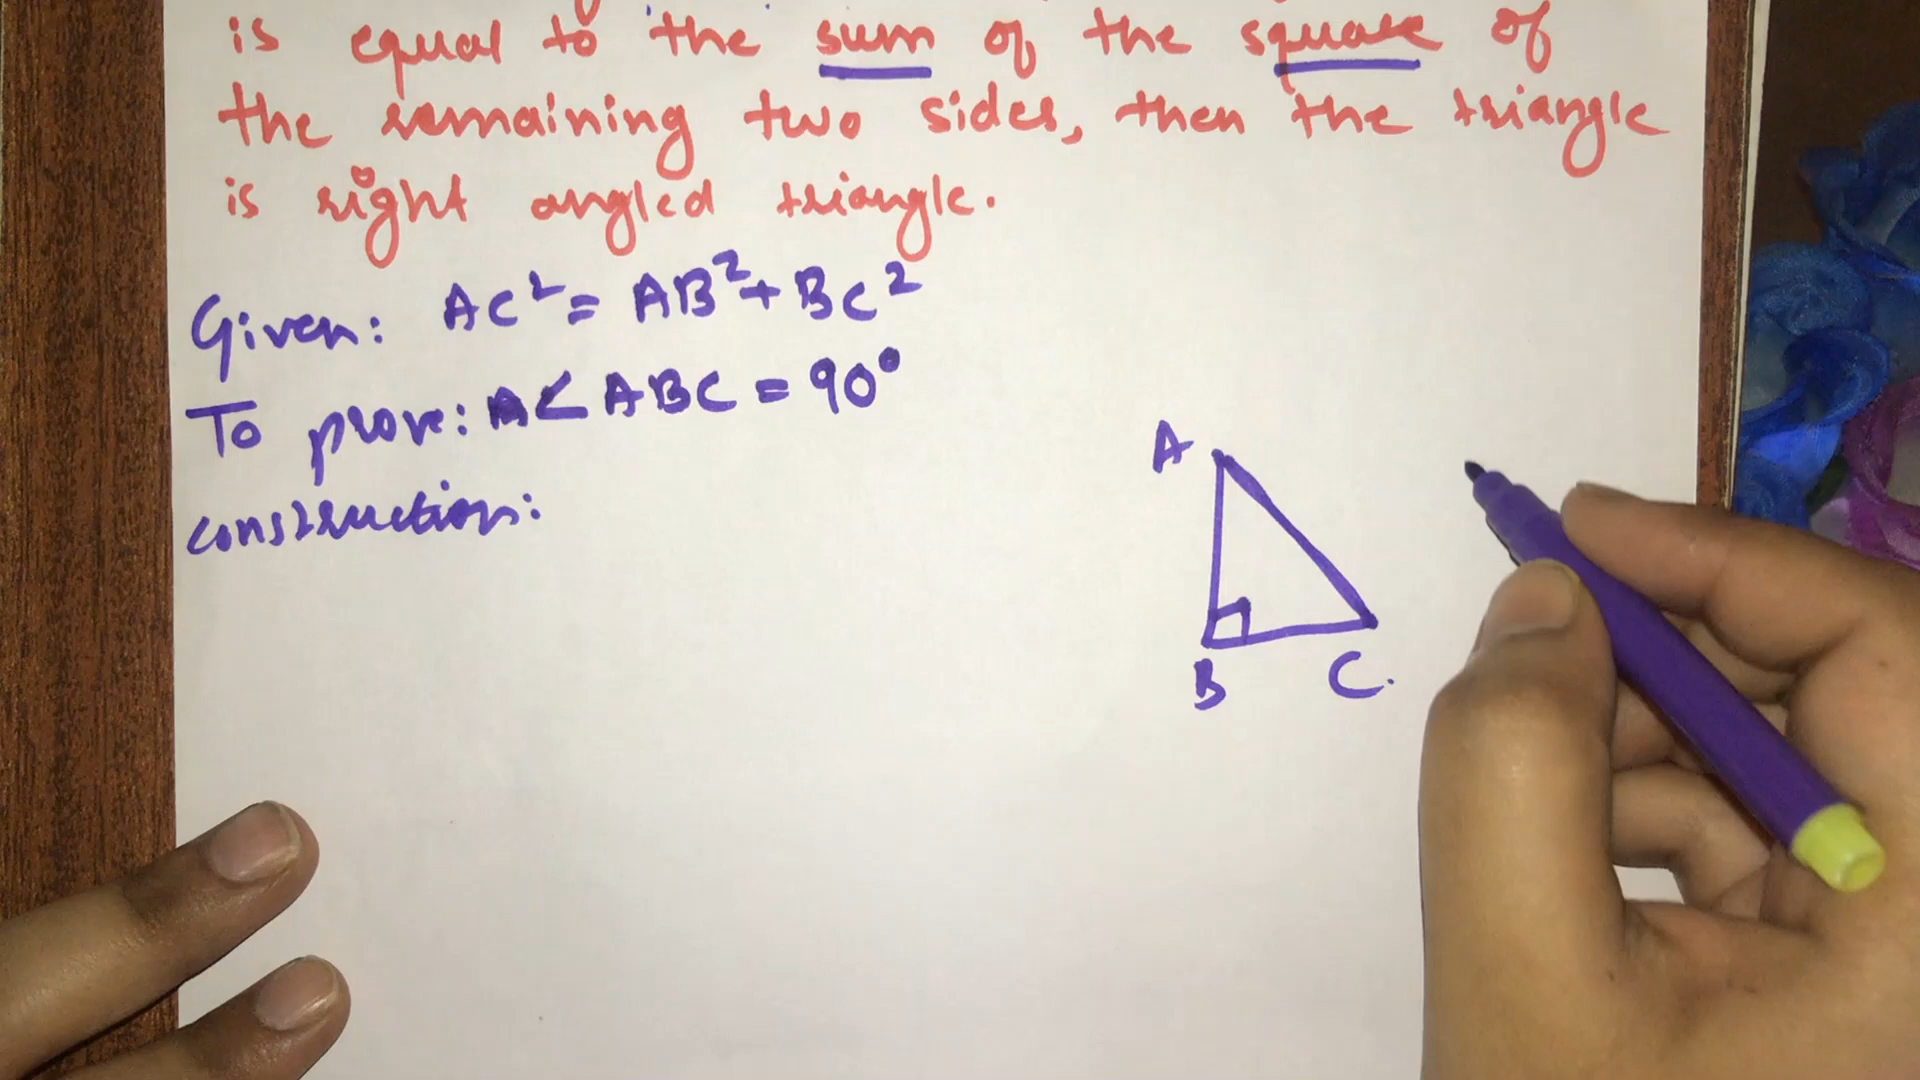 is equal to the sum of the square of
the remaining two sides, then the triangle
is right angled triangle.
Given: AC² = AB² + BC²
To prove: < ABC = 90°
construction:
A
B
C.